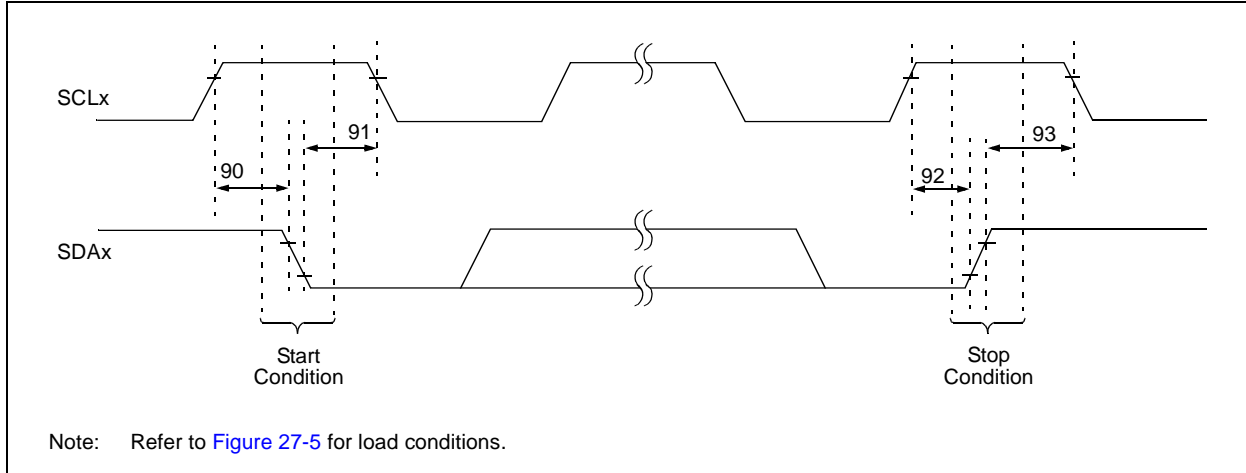 SCLx
91
93
90
92
SDAx
Start
Condition
Stop
Condition
Note: Refer to Figure 27-5 for load conditions.